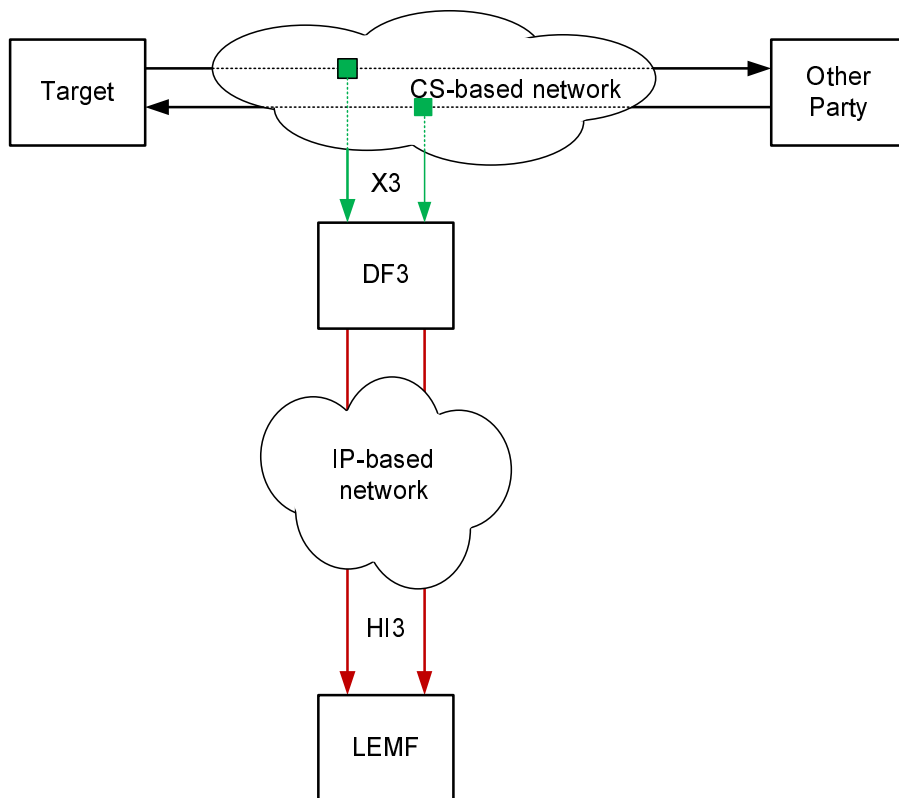 Target
CS-based network
Other
Party
X3
DF3
IP-based
network
HI3
LEMF